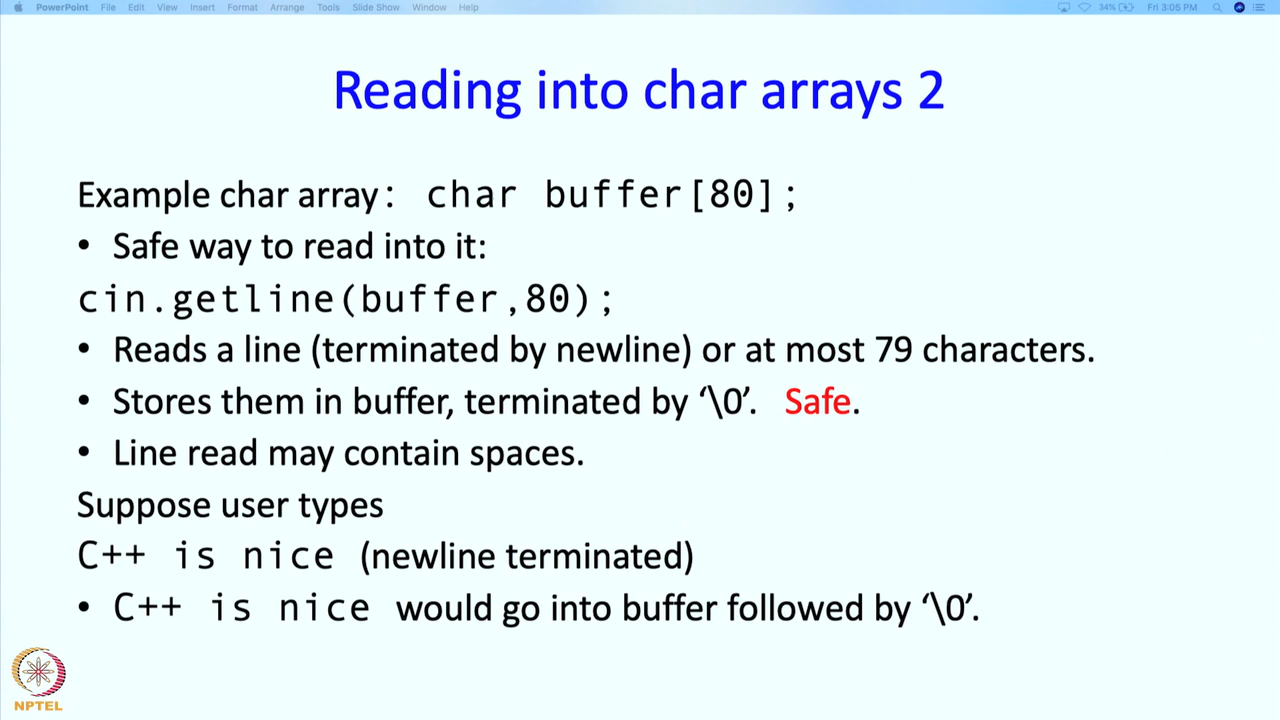 PowerPoint File Edit View Insert Format Arrange Tools Slide Show Window Help 34% Fri 3:05 PM
Reading into char arrays 2
Example char array: char buffer[80];
• Safe way to read into it:
cin.getline(buffer,80);
• Reads a line (terminated by newline) or at most 79 characters.
• Stores them in buffer, terminated by ‘\0’. Safe.
• Line read may contain spaces.
Suppose user types
C++ is nice (newline terminated)
• C++ is nice would go into buffer followed by ‘\0’.
NPTEL